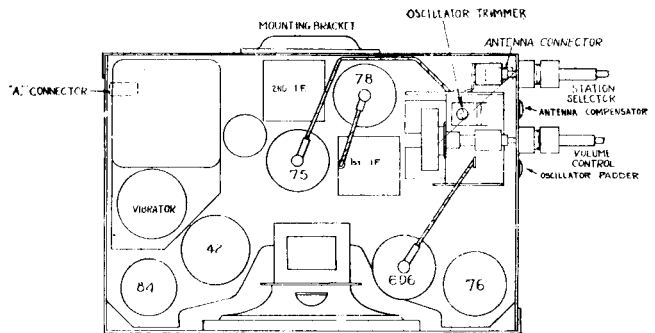 OSCILLATOR TRIMMER
MOUNTING BRACKET
ANTENNA CONNECTOR
"A" CONNECTOR
2ND I F
78
STATION
SELECTOR
ANTENNA COMPENSATOR
75
1ST I F
VOLUME
CONTROL
OSCILLATOR PADDER
VIBRATOR
42
84
6D6
76